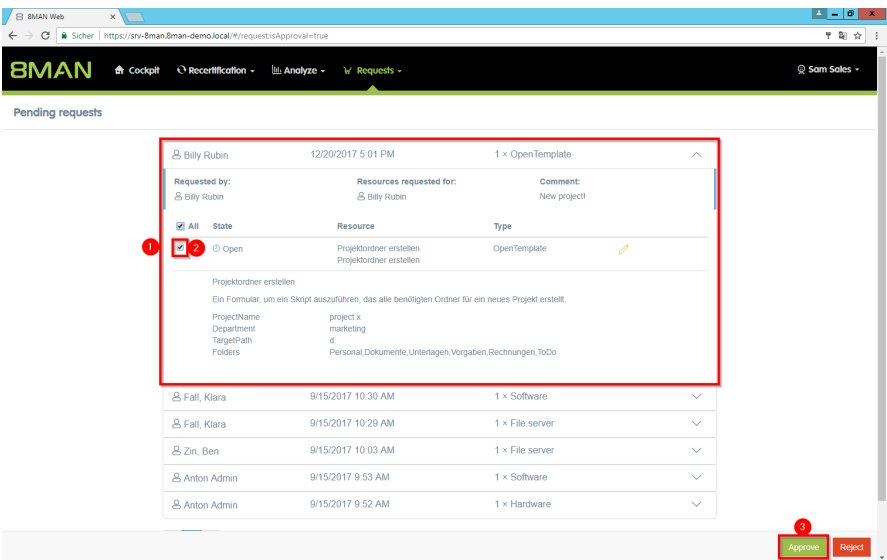 8MAN Web
Sicher | https://srv-8man.8man-demo.local/#/request:isApproval=true
8MAN Cockpit Recertification Analyze Requests Sam Sales
Pending requests
Billy Rubin 12/20/2017 5:01 PM 1 × OpenTemplate
Requested by: Resources requested for: Comment:
Billy Rubin Billy Rubin New project!
All State Resource Type
1 2 Open Projektordner erstellen OpenTemplate
Projektordner erstellen
Projektordner erstellen
Ein Formular, um ein Skript auszuführen, das alle benötigten Ordner für ein neues Projekt erstellt.
ProjectName project x
Department marketing
TargetPath d:
Folders Personal,Dokumente,Unterlagen,Vorgaben,Rechnungen,ToDo
Fall, Klara 9/15/2017 10:30 AM 1 × Software
Fall, Klara 9/15/2017 10:29 AM 1 × File server
Zin, Ben 9/15/2017 10:03 AM 1 × File server
Anton Admin 9/15/2017 9:53 AM 1 × Software
Anton Admin 9/15/2017 9:52 AM 1 × Hardware
3
Approve Reject